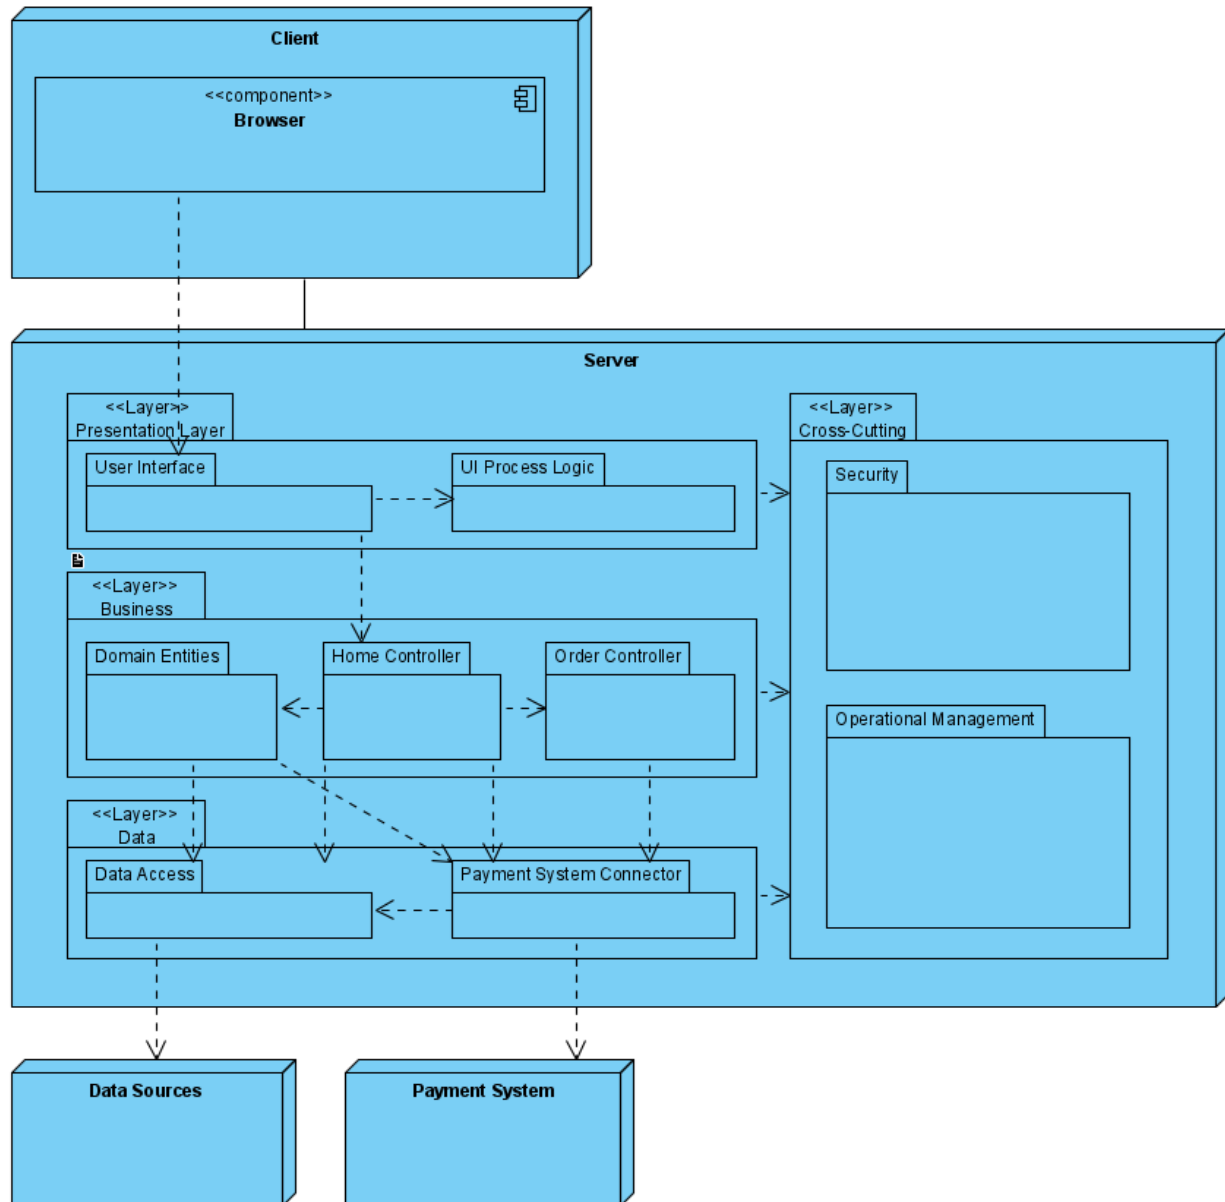 Client
<<component>>
Browser
Server
<<Layer>>
Presentation Layer
User Interface
UI Process Logic
<<Layer>>
Cross-Cutting
Security
<<Layer>>
Business
Domain Entities
Home Controller
Order Controller
Operational Management
<<Layer>>
Data
Data Access
Payment System Connector
Data Sources
Payment System